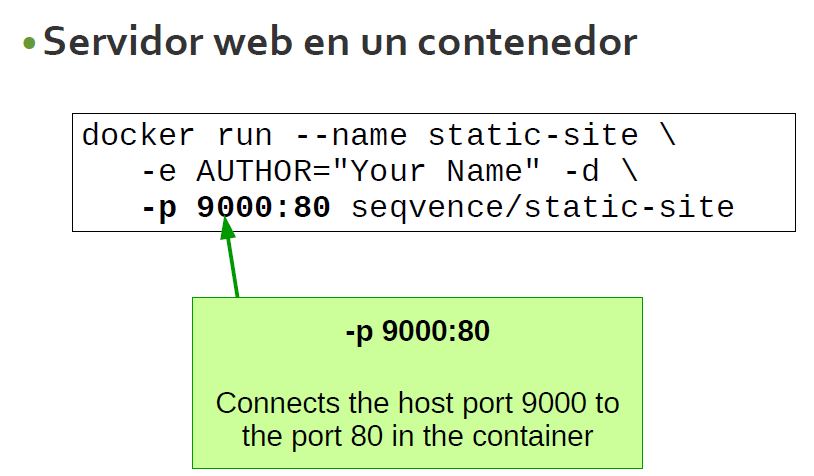 • Servidor web en un contenedor
docker run --name static-site \
-e AUTHOR="Your Name" -d \
-p 9000:80 seqvence/static-site
-p 9000:80
Connects the host port 9000 to
the port 80 in the container